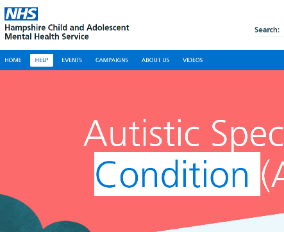 NHS
Hampshire Child and Adolescent
Mental Health Service
Search:
HOME HELP EVENTS CAMPAIGNS ABOUT US VIDEOS
Autistic Spec
Condition (A